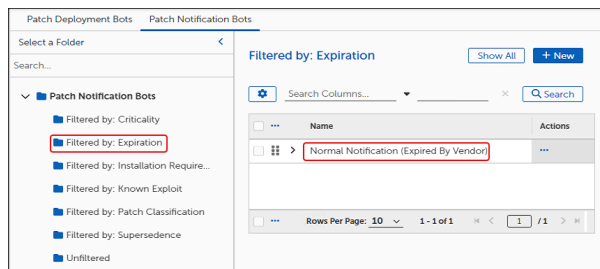 Patch Deployment Bots Patch Notification Bots
Select a Folder
Search...
Patch Notification Bots
Filtered by: Criticality
Filtered by: Expiration
Filtered by: Installation Require...
Filtered by: Known Exploit
Filtered by: Patch Classification
Filtered by: Supersedence
Unfiltered
Filtered by: Expiration Show All + New
Search Columns... Search
Name Actions
Normal Notification (Expired By Vendor)
Rows Per Page: 10 1 - 1 of 1 1 / 1